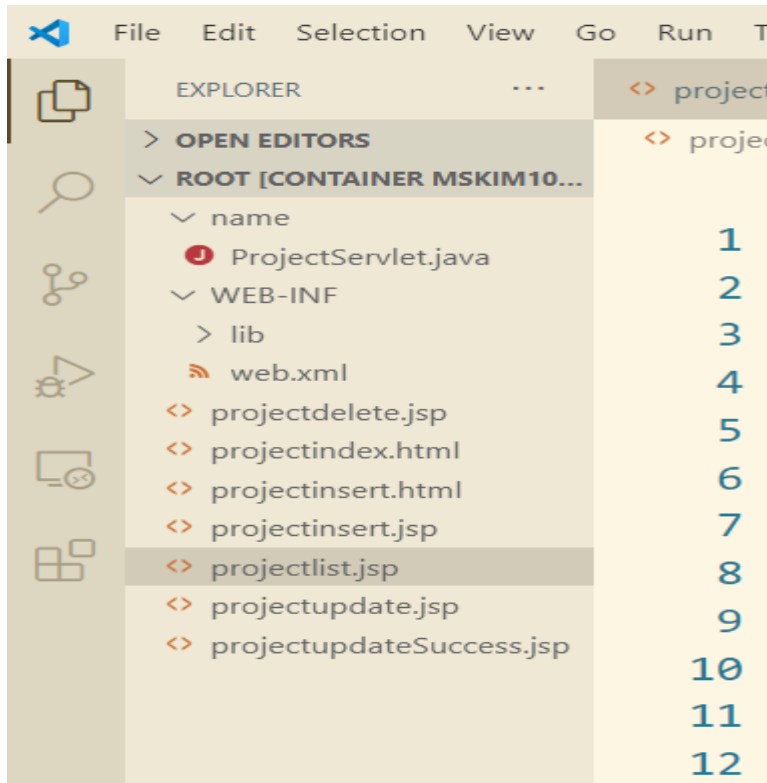 File Edit Selection View Go Run T
EXPLORER ...
OPEN EDITORS
ROOT [CONTAINER MSKIM10...
name
ProjectServlet.java
WEB-INF
lib
web.xml
projectdelete.jsp
projectindex.html
projectinsert.html
projectinsert.jsp
projectlist.jsp
projectupdate.jsp
projectupdateSuccess.jsp
project
projec
1
2
3
4
5
6
7
8
9
10
11
12